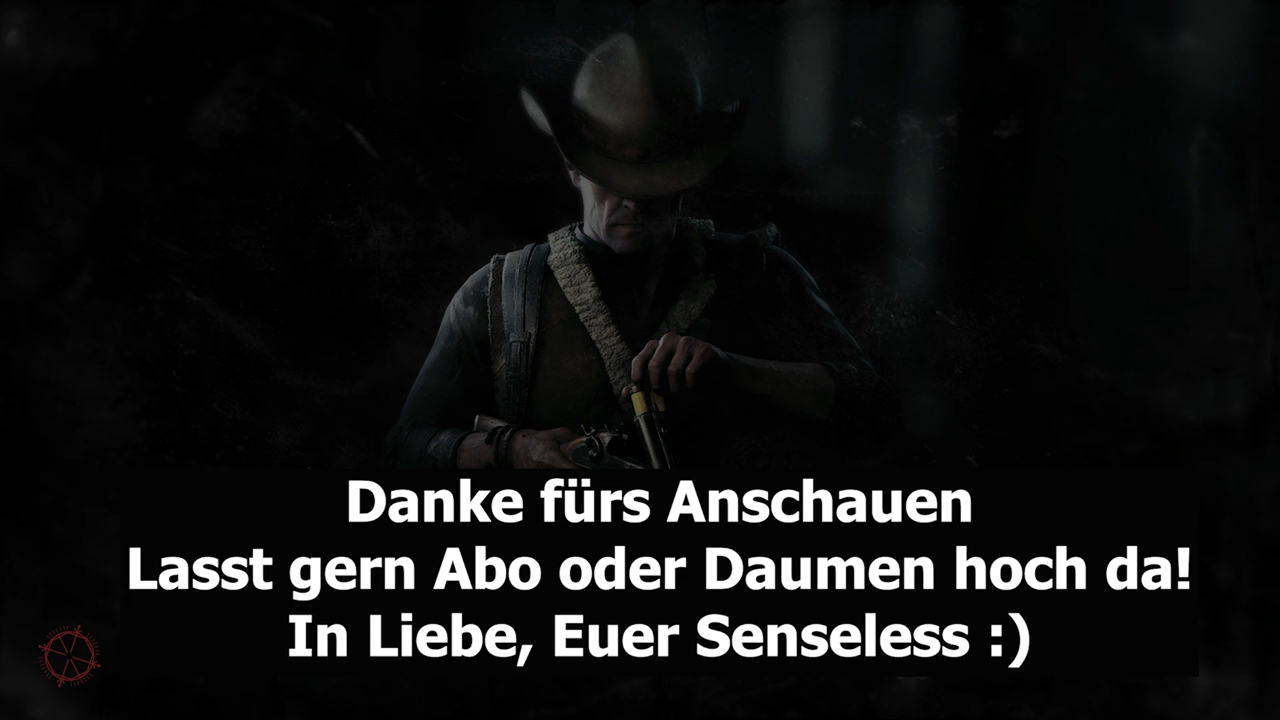 Danke fürs Anschauen
Lasst gern Abo oder Daumen hoch da!
In Liebe, Euer Senseless :)